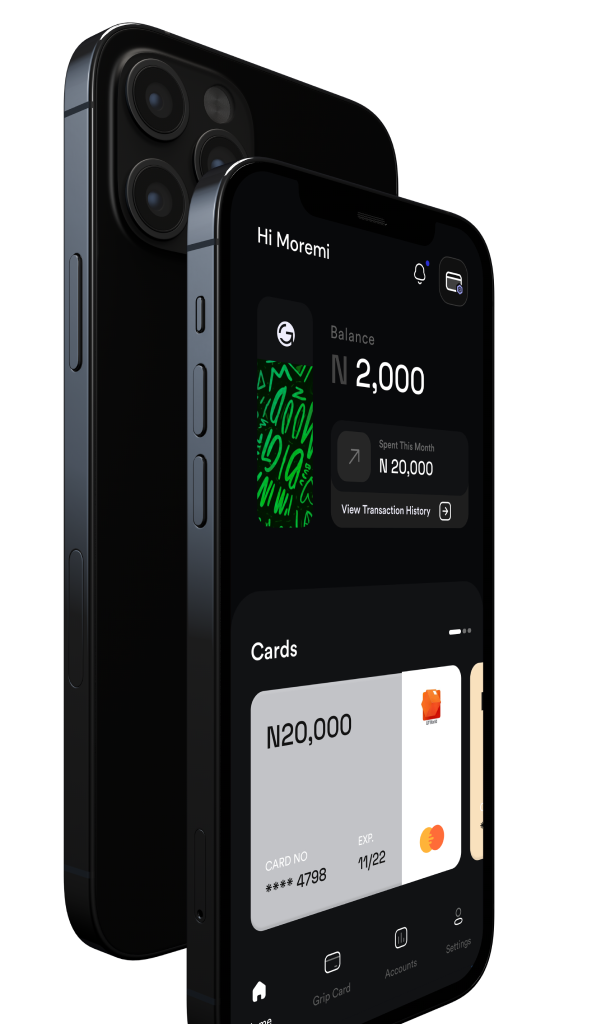 Hi Moremi
Balance
N 2,000
Spent This Month
N 20,000
View Transaction History
Cards
N20,000
CARD NO
EXP.
**** 4798
11/22
Grip Card
Accounts
Settings